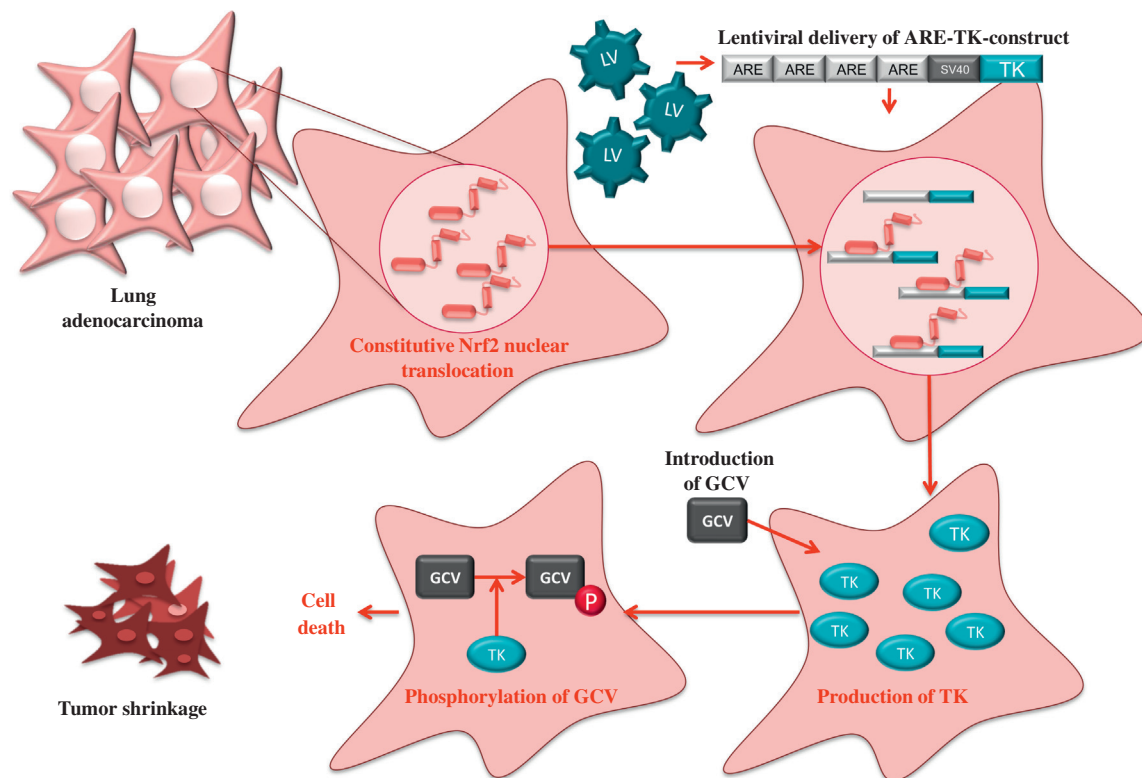 Lentiviral delivery of ARE-TK-construct
ARE ARE ARE ARE SV40 TK
LV
LV
LV
Lung
adenocarcinoma
Constitutive Nrf2 nuclear
translocation
Introduction
of GCV
GCV
TK
TK
TK
TK
TK
TK
Production of TK
GCV GCV
P
TK
Phosphorylation of GCV
Cell
death
Tumor shrinkage